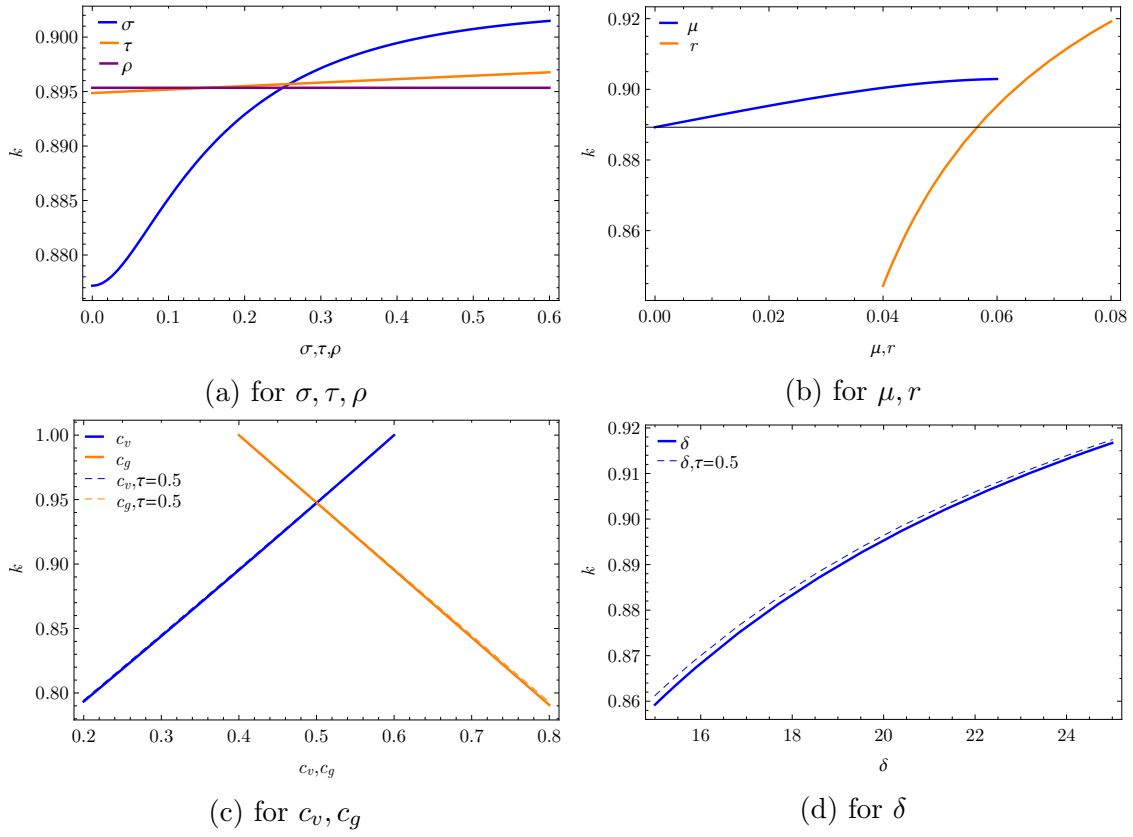 σ
τ
ρ
k
0.900
0.895
0.890
0.885
0.880
0.0 0.1 0.2 0.3 0.4 0.5 0.6
σ,τ,ρ
(a) for σ, τ, ρ
μ
r
k
0.92
0.90
0.88
0.86
0.00 0.02 0.04 0.06 0.08
μ,r
(b) for μ, r
c_v
c_g
c_v,τ=0.5
c_g,τ=0.5
k
1.00
0.95
0.90
0.85
0.80
0.2 0.3 0.4 0.5 0.6 0.7 0.8
c_v,c_g
(c) for c_v, c_g
δ
δ,τ=0.5
k
0.92
0.91
0.90
0.89
0.88
0.87
0.86
16 18 20 22 24
δ
(d) for δ